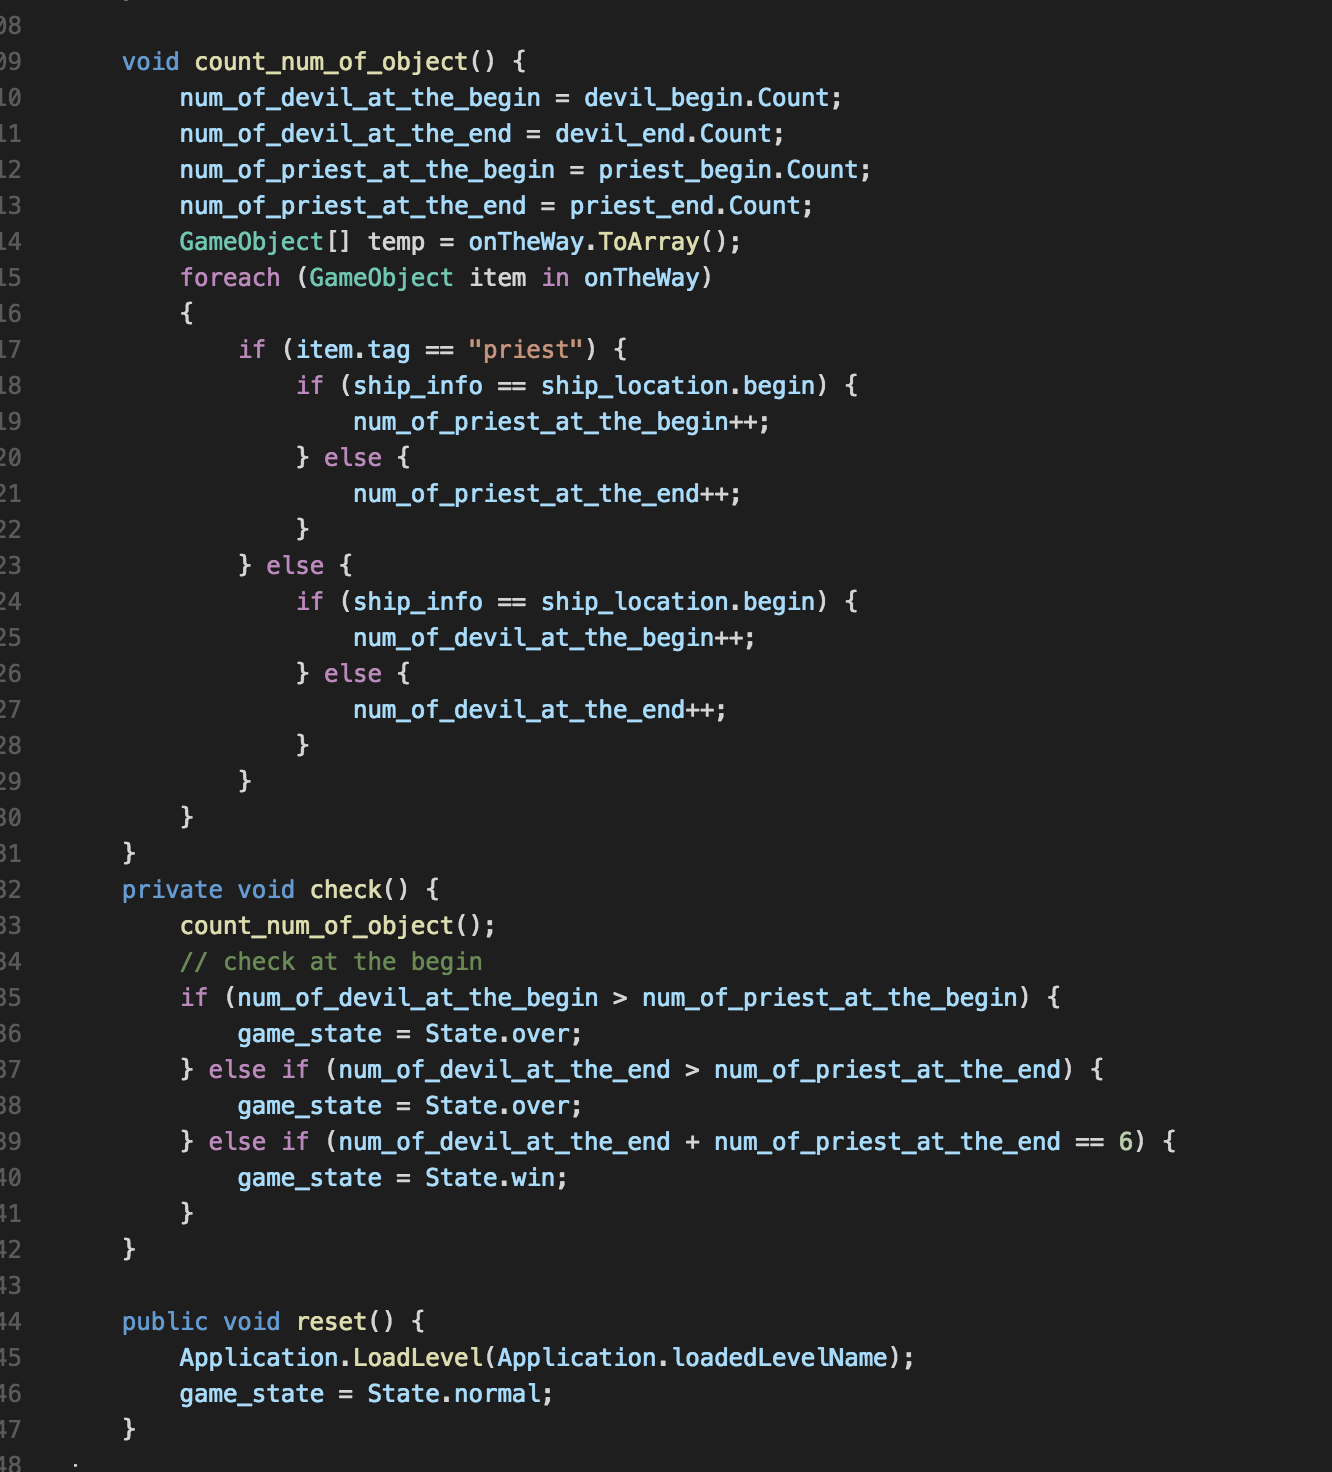 08
09 void count_num_of_object() {
10 num_of_devil_at_the_begin = devil_begin.Count;
11 num_of_devil_at_the_end = devil_end.Count;
12 num_of_priest_at_the_begin = priest_begin.Count;
13 num_of_priest_at_the_end = priest_end.Count;
14 GameObject[] temp = onTheWay.ToArray();
15 foreach (GameObject item in onTheWay)
16 {
17 if (item.tag == "priest") {
18 if (ship_info == ship_location.begin) {
19 num_of_priest_at_the_begin++;
20 } else {
21 num_of_priest_at_the_end++;
22 }
23 } else {
24 if (ship_info == ship_location.begin) {
25 num_of_devil_at_the_begin++;
26 } else {
27 num_of_devil_at_the_end++;
28 }
29 }
30 }
31 }
32 private void check() {
33 count_num_of_object();
34 // check at the begin
35 if (num_of_devil_at_the_begin > num_of_priest_at_the_begin) {
36 game_state = State.over;
37 } else if (num_of_devil_at_the_end > num_of_priest_at_the_end) {
38 game_state = State.over;
39 } else if (num_of_devil_at_the_end + num_of_priest_at_the_end == 6) {
40 game_state = State.win;
41 }
42 }
43
44 public void reset() {
45 Application.LoadLevel(Application.loadedLevelName);
46 game_state = State.normal;
47 }
48